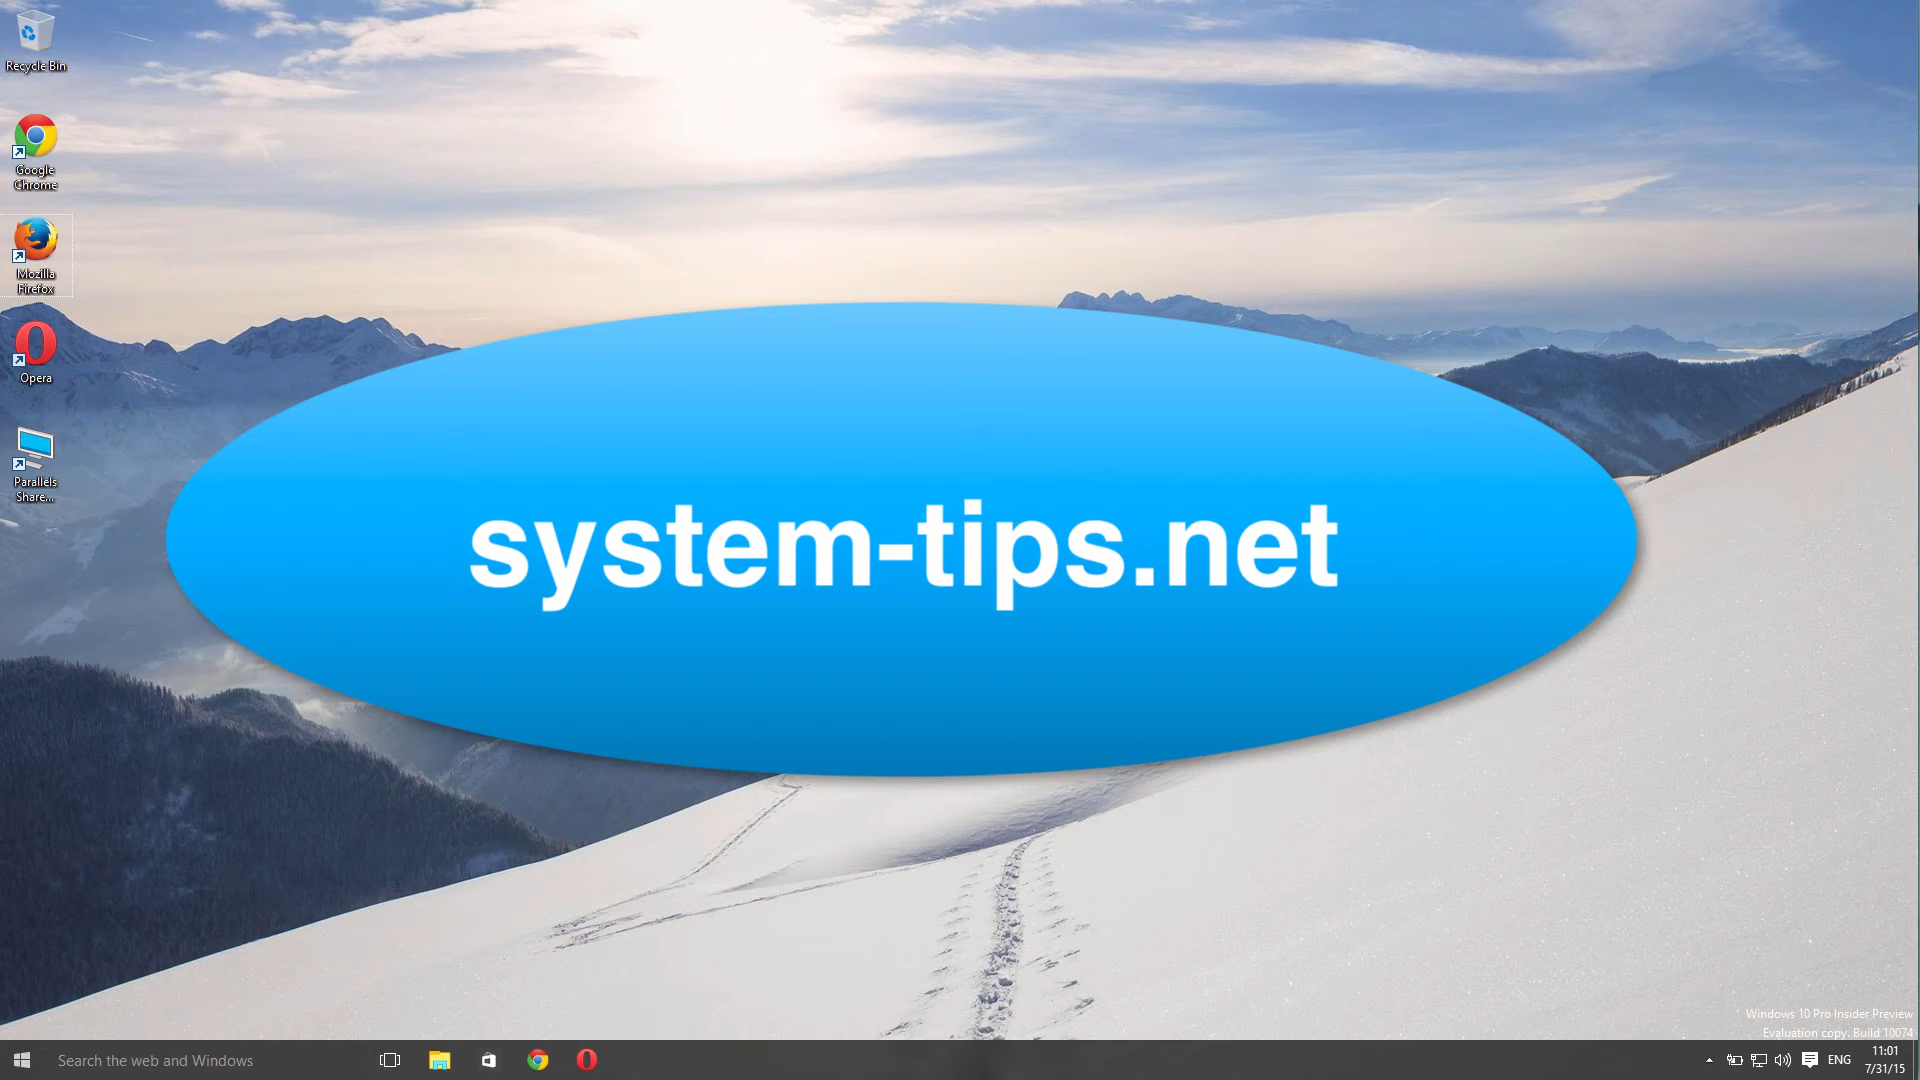 Recycle Bin
Google
Chrome
Mozilla
Firefox
Opera
Parallels
Share...
system-tips.net
Windows 10 Pro Insider Preview
Evaluation copy. Build 10074
Search the web and Windows
ENG
11:01
7/31/15